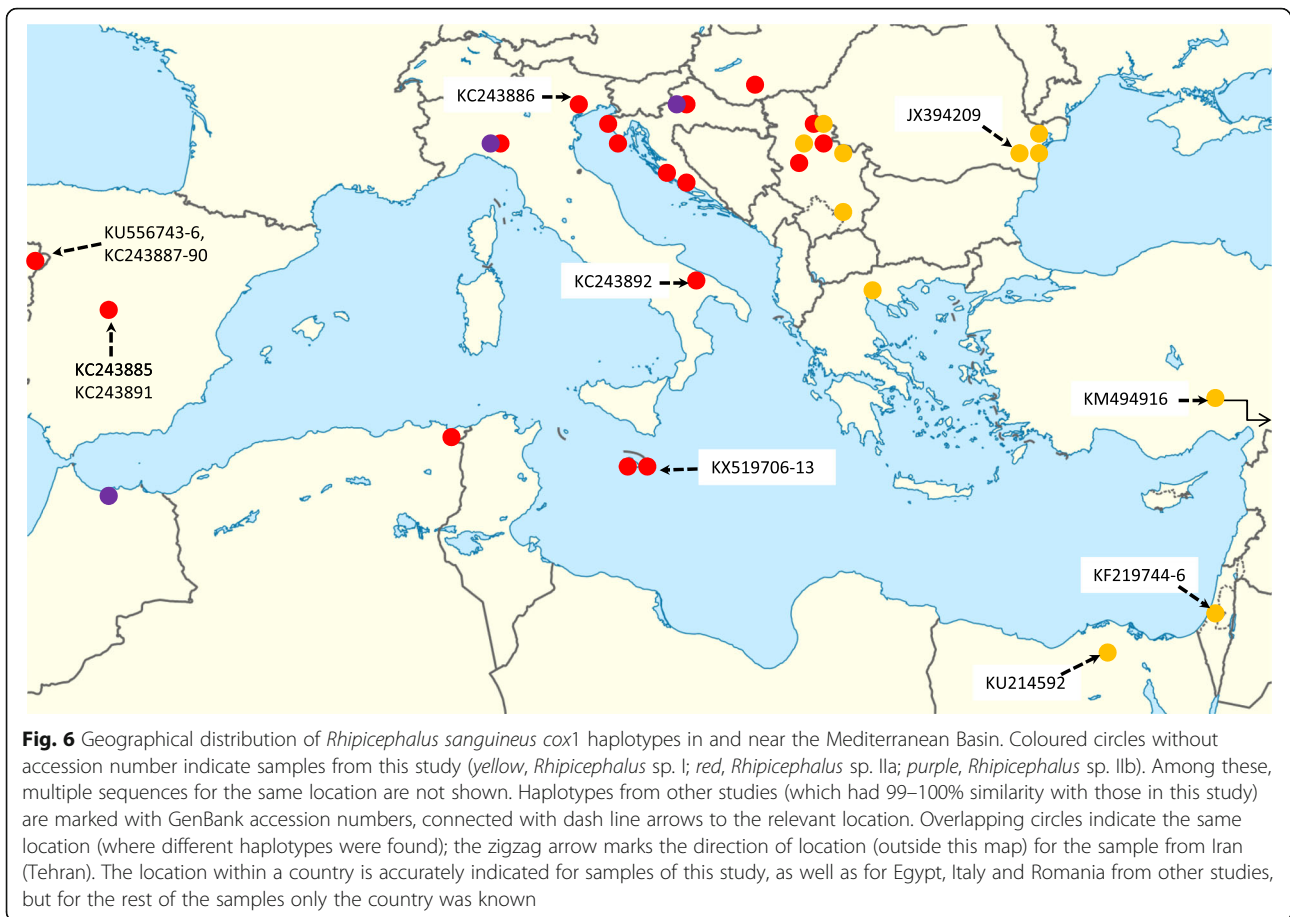 KC243886
JX394209
KU556743-6,
KC243887-90
KC243892
KC243885
KC243891
KM494916
KX519706-13
KF219744-6
KU214592
Fig. 6 Geographical distribution of Rhipicephalus sanguineus cox1 haplotypes in and near the Mediterranean Basin. Coloured circles without
accession number indicate samples from this study (yellow, Rhipicephalus sp. I; red, Rhipicephalus sp. IIa; purple, Rhipicephalus sp. IIb). Among these,
multiple sequences for the same location are not shown. Haplotypes from other studies (which had 99–100% similarity with those in this study)
are marked with GenBank accession numbers, connected with dash line arrows to the relevant location. Overlapping circles indicate the same
location (where different haplotypes were found); the zigzag arrow marks the direction of location (outside this map) for the sample from Iran
(Tehran). The location within a country is accurately indicated for samples of this study, as well as for Egypt, Italy and Romania from other studies,
but for the rest of the samples only the country was known